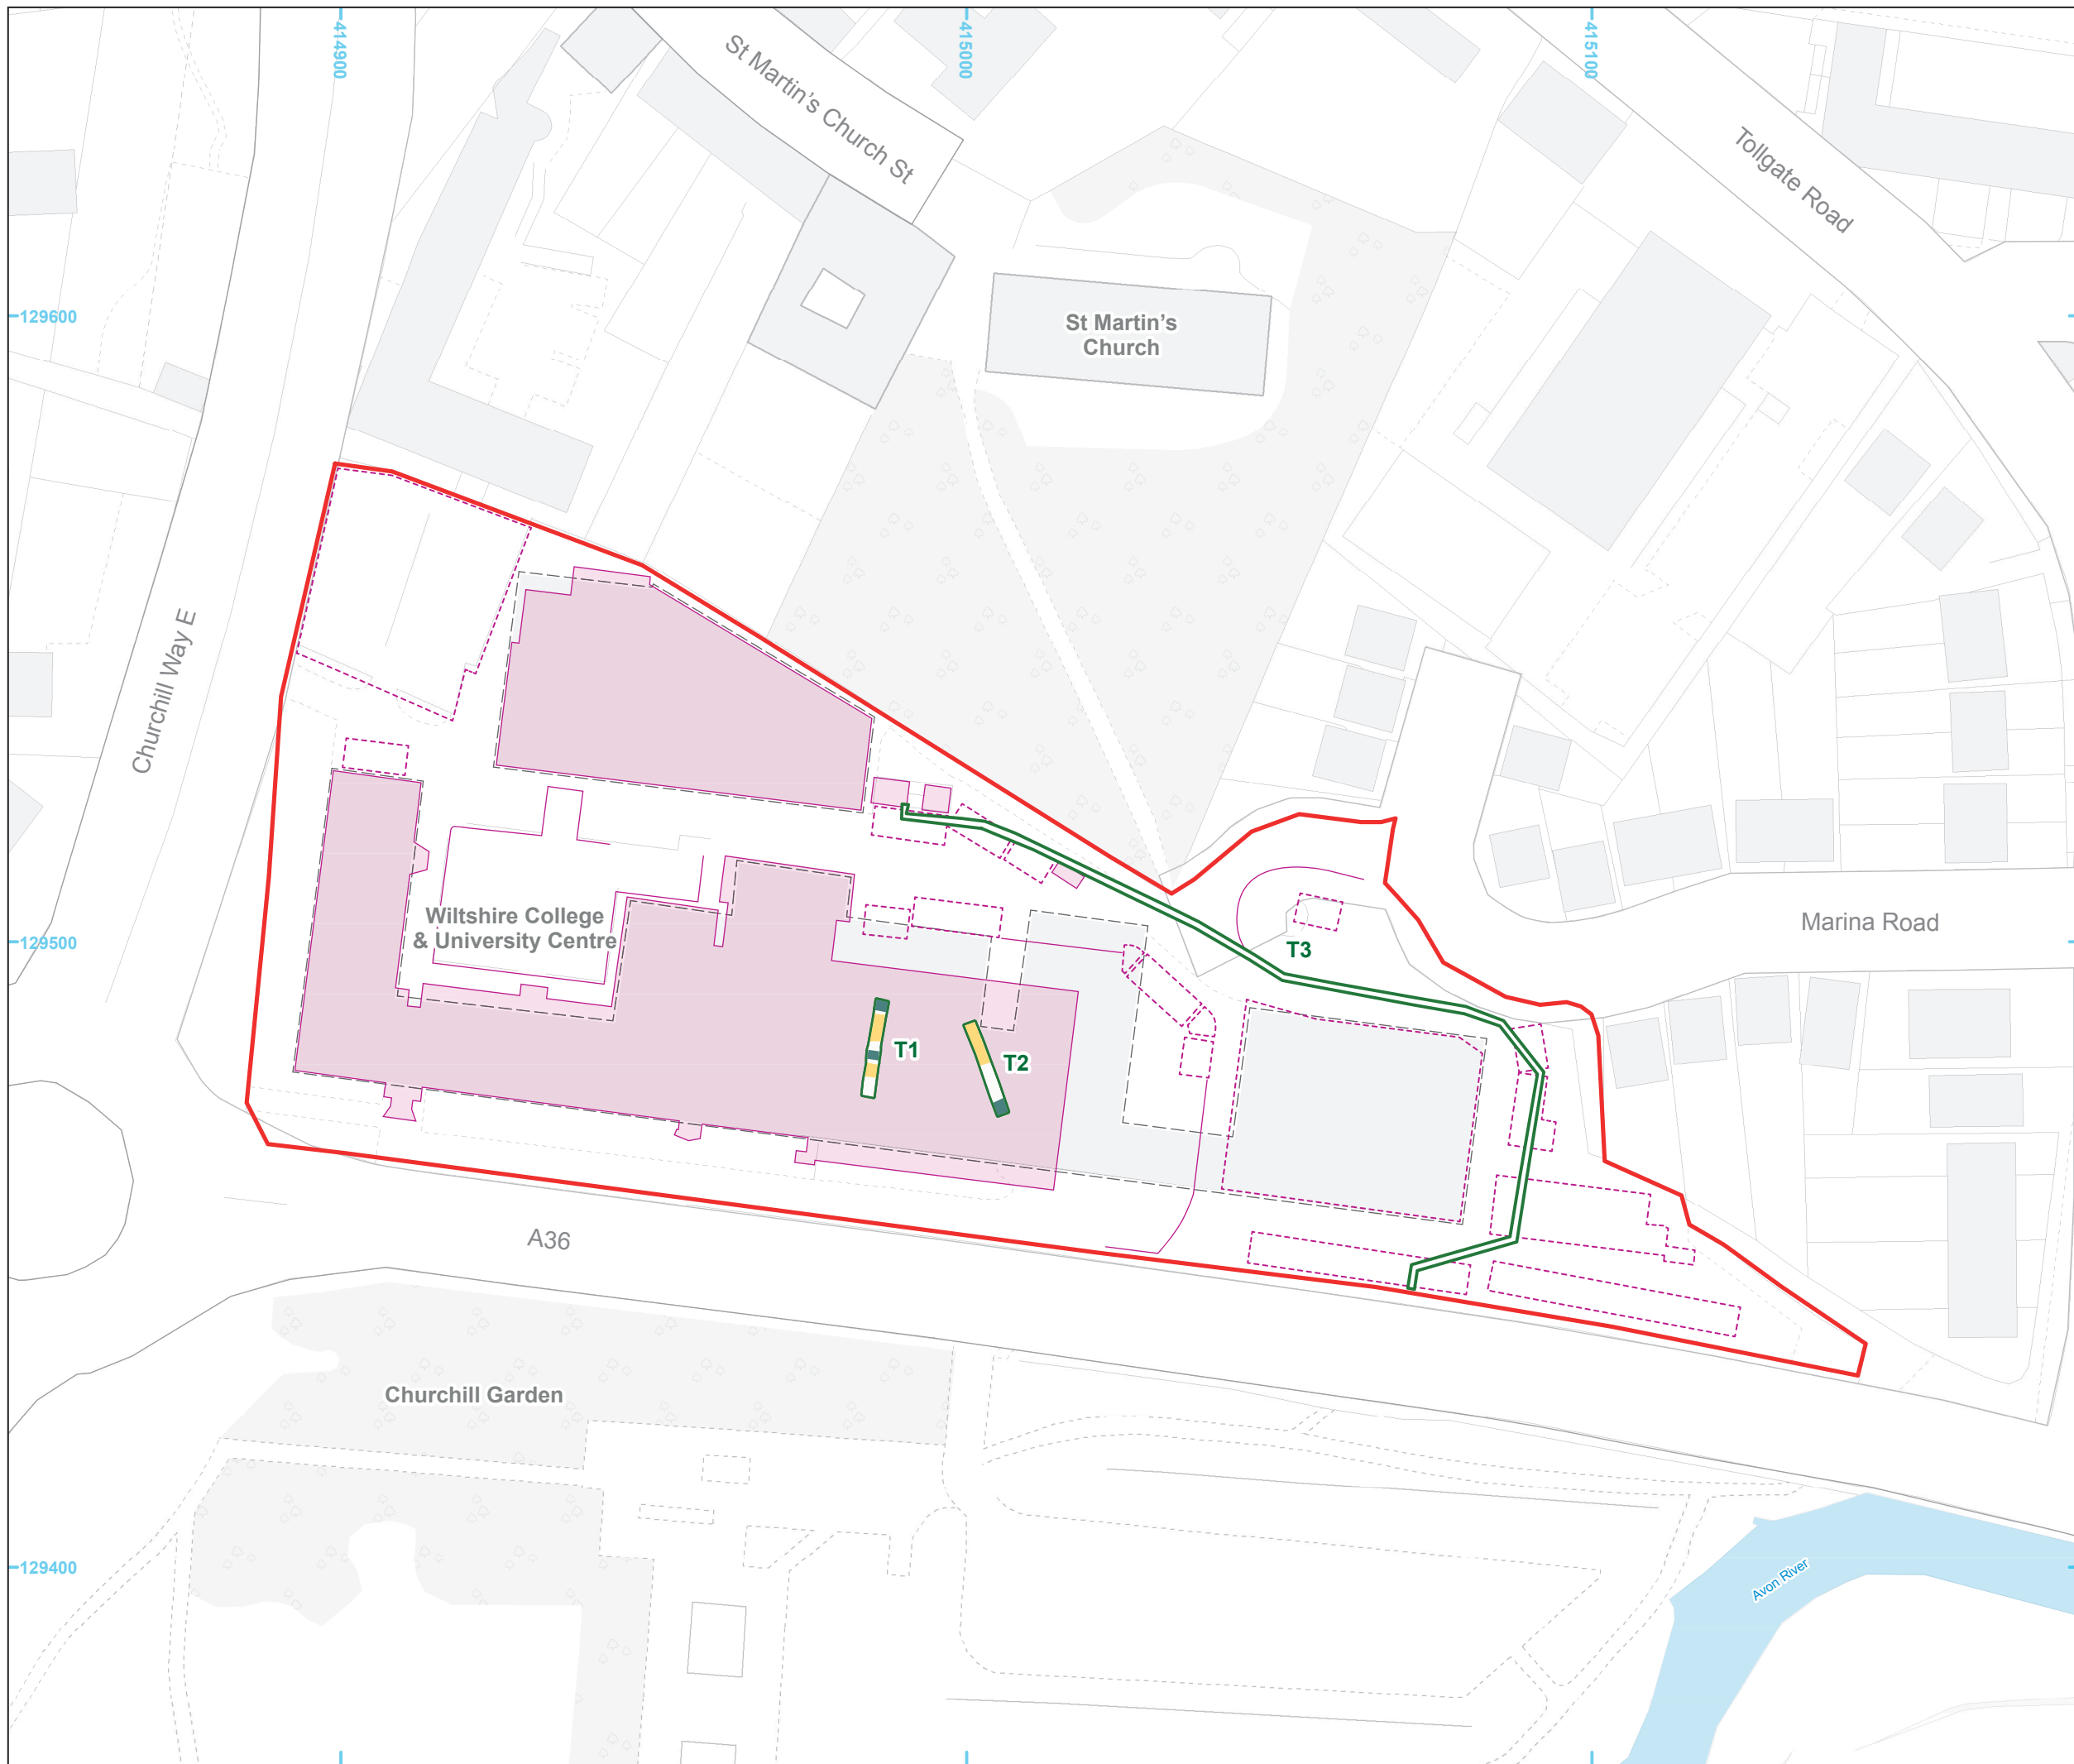 414900
415000
415100
St Martin's Church St
Tollgate Road
129600
St Martin's
Church
Churchill Way E
Wiltshire College
& University Centre
129500
Marina Road
T3
T1
T2
A36
Churchill Garden
129400
Avon River